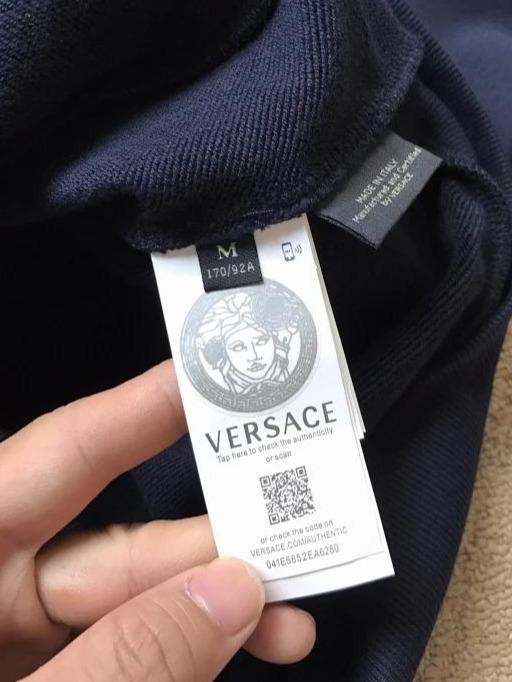 M
170/92A
VERSACE
Tap here to check the authenticity
or scan
or check the code on
VERSACE.COM/AUTHENTIC
041E5652EA6280
MADE IN ITALY
Manufactured and Certified
by VERSACE